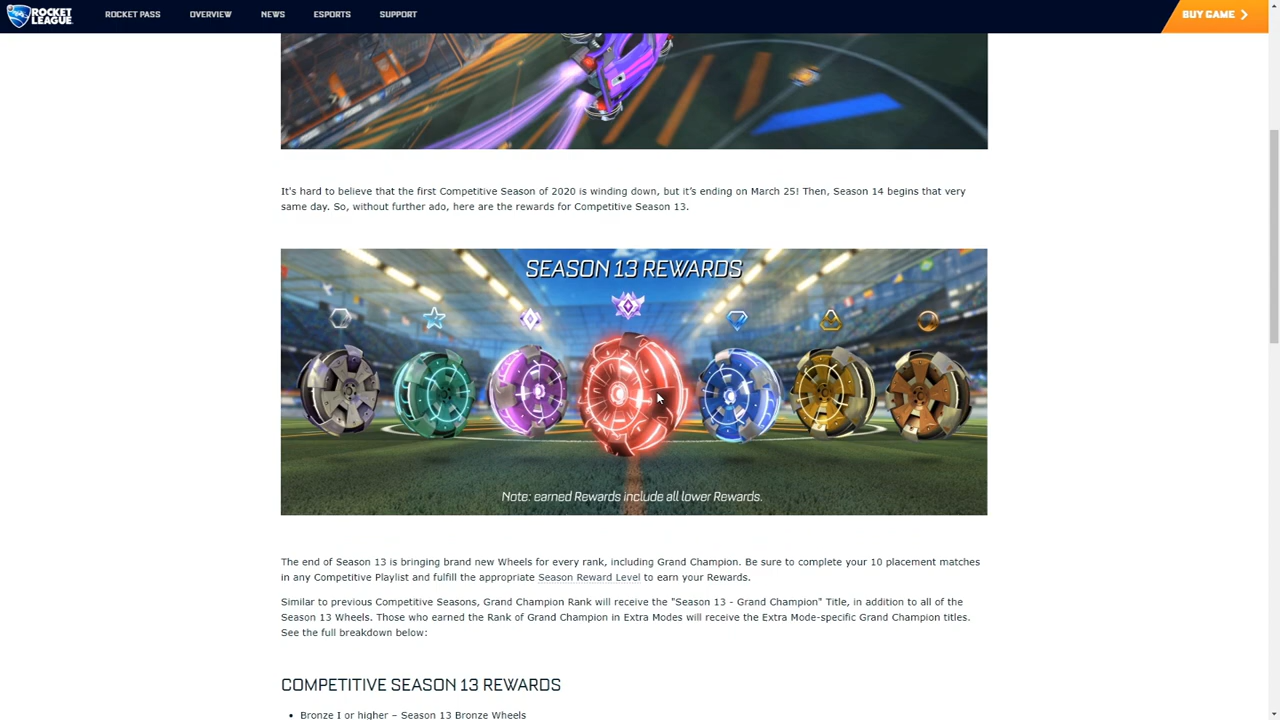 ROCKET LEAGUE
ROCKET PASS OVERVIEW NEWS ESPORTS SUPPORT
BUY GAME
It's hard to believe that the first Competitive Season of 2020 is winding down, but it's ending on March 25! Then, Season 14 begins that very
same day. So, without further ado, here are the rewards for Competitive Season 13.
SEASON 13 REWARDS
Note: earned Rewards include all lower Rewards.
The end of Season 13 is bringing brand new Wheels for every rank, including Grand Champion. Be sure to complete your 10 placement matches
in any Competitive Playlist and fulfill the appropriate Season Reward Level to earn your Rewards.
Similar to previous Competitive Seasons, Grand Champion Rank will receive the "Season 13 - Grand Champion" Title, in addition to all of the
Season 13 Wheels. Those who earned the Rank of Grand Champion in Extra Modes will receive the Extra Mode-specific Grand Champion titles.
See the full breakdown below:
COMPETITIVE SEASON 13 REWARDS
• Bronze I or higher – Season 13 Bronze Wheels